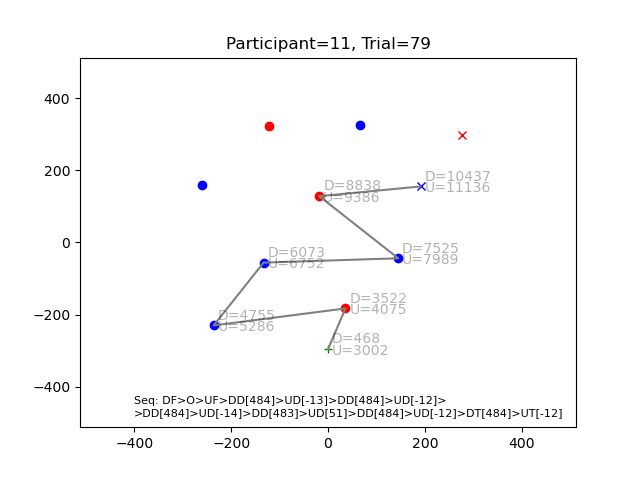 Participant=11, Trial=79
400
200
0
−200
−400
−400
−200
0
200
400
D=10437
U=11136
D=8838
U=9386
D=7525
U=7989
D=6073
U=6752
D=3522
U=4075
D=4755
U=5286
D=468
U=3002
Seq: DF>O>UF>DD[484]>UD[-13]>DD[484]>UD[-12]>
>DD[484]>UD[-14]>DD[483]>UD[51]>DD[484]>UD[-12]>DT[484]>UT[-12]